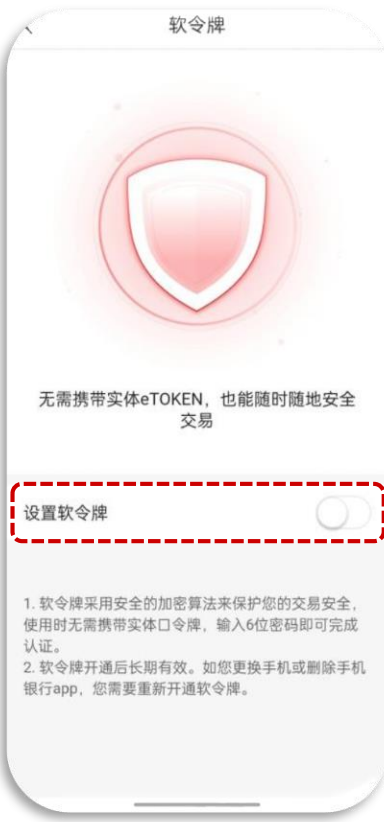 软令牌
无需携带实体eTOKEN，也能随时随地安全
交易
设置软令牌
1. 软令牌采用安全的加密算法来保护您的交易安全，
使用时无需携带实体口令牌，输入6位密码即可完成
认证。
2. 软令牌开通后长期有效。如您更换手机或删除手机
银行app，您需要重新开通软令牌。